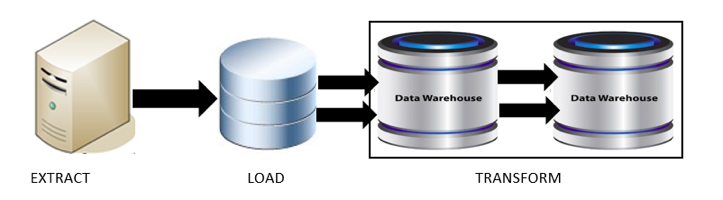 Data Warehouse
Data Warehouse
EXTRACT
LOAD
TRANSFORM